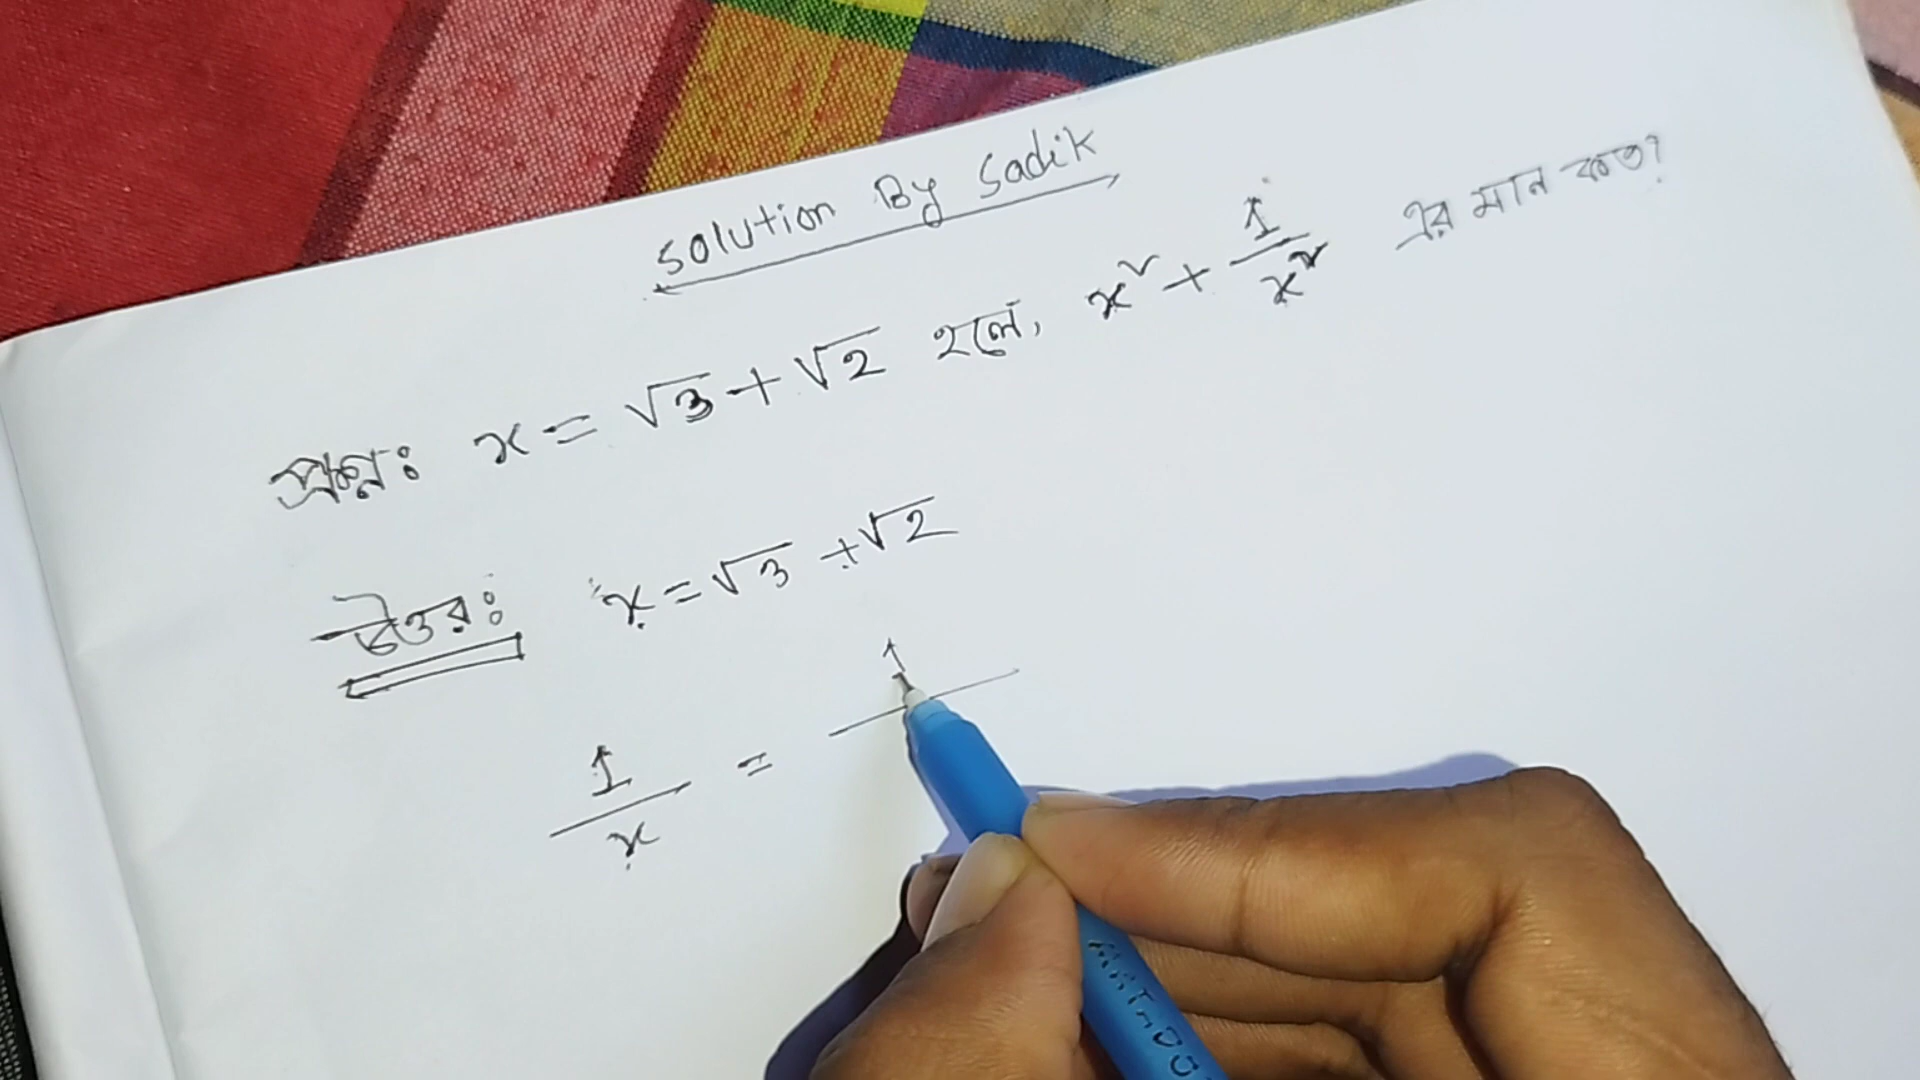 Solution By Sadik
প্রশ্ন: x = √3 + √2 হলে, x² + 1/x² এর মান কত?
উত্তর: x = √3 + √2
1/x = 1/